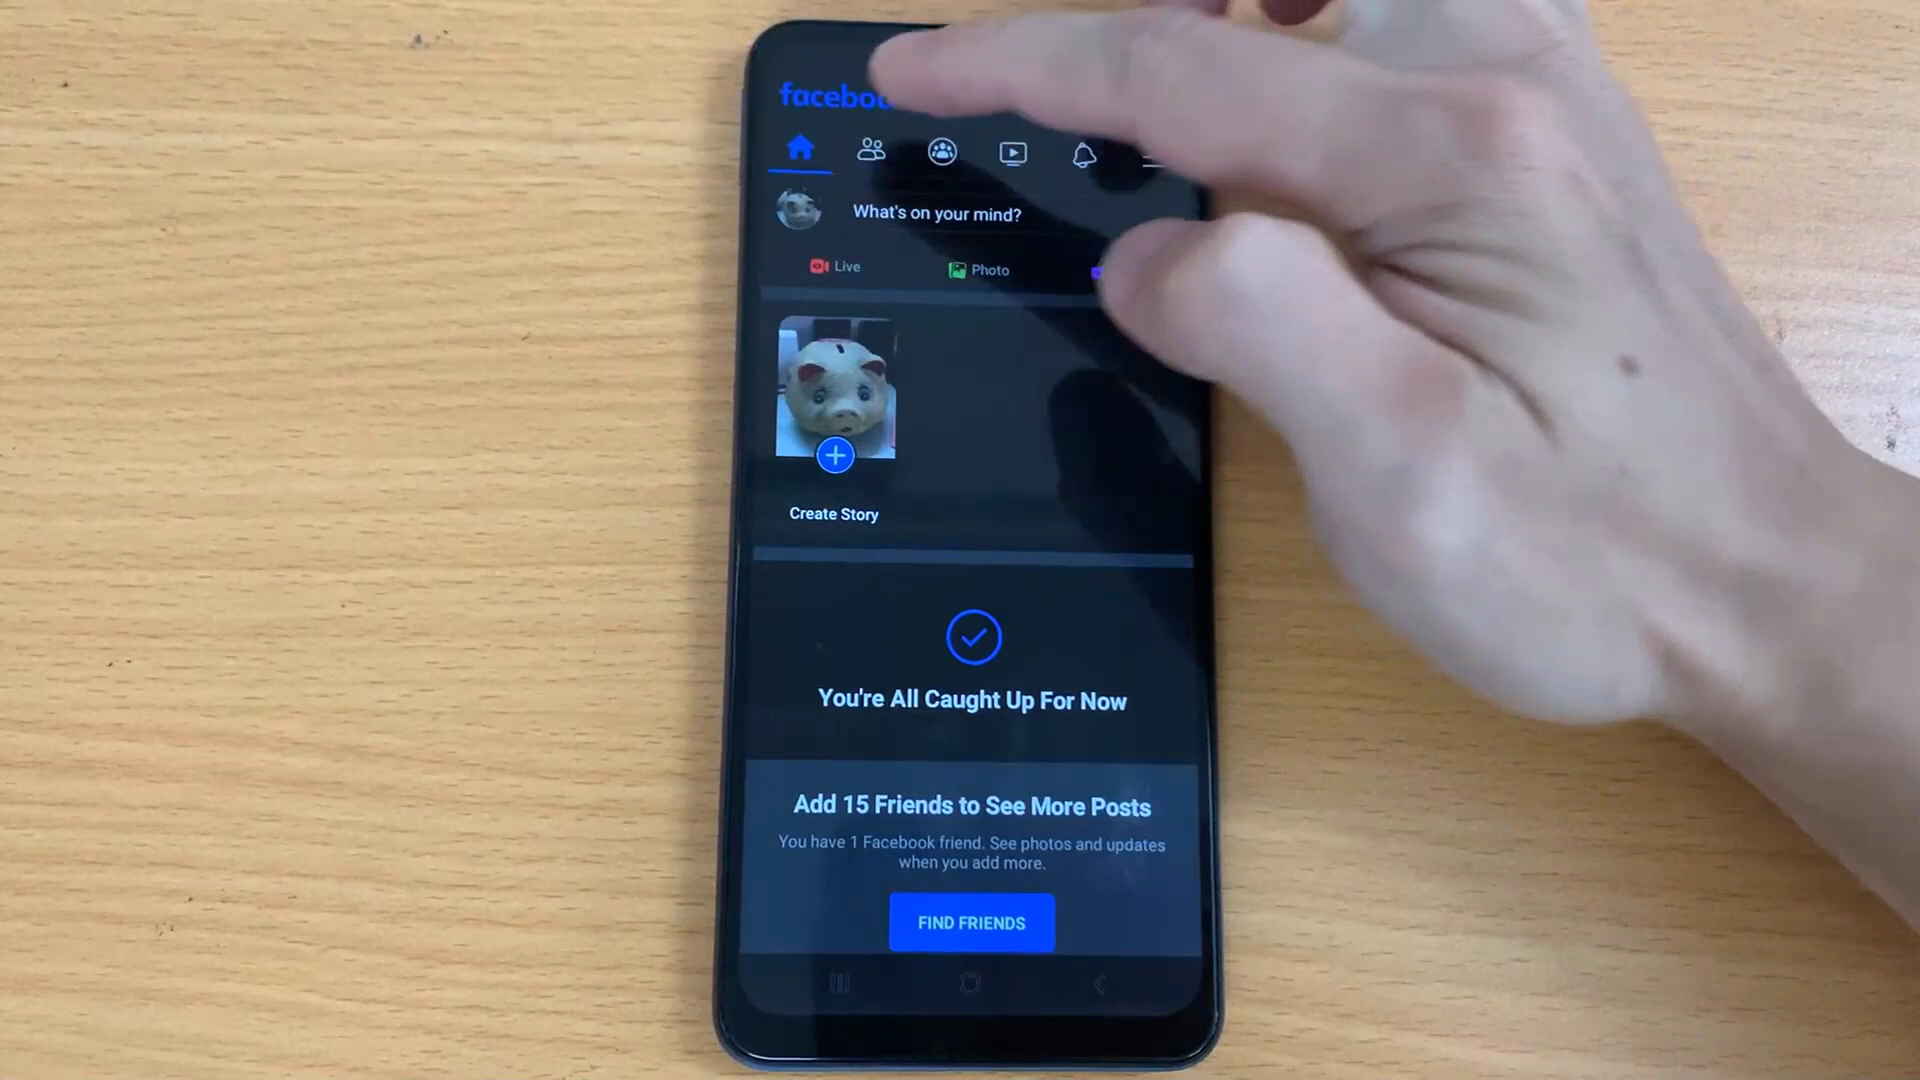 facebo
What's on your mind?
Live
Photo
Create Story
You're All Caught Up For Now
Add 15 Friends to See More Posts
You have 1 Facebook friend. See photos and updates
when you add more.
FIND FRIENDS